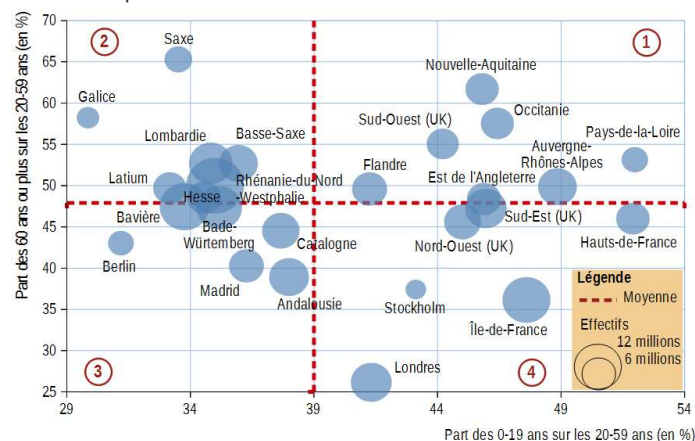 Part des 60 ans ou plus sur les 20-59 ans (en %)
70
65
60
55
50
45
40
35
30
25
2
1
Saxe
Galice
Nouvelle-Aquitaine
Occitanie
Sud-Ouest (UK)
Lombardie
Basse-Saxe
Auvergne-
Rhônes-Alpes
Pays-de-la-Loire
Flandre
Latium
Rhénanie-du-Nord
-Westphalie
Est de l'Angleterre
Hesse
Bavière
Bade-
Würtemberg
Sud-Est (UK)
Catalogne
Nord-Ouest (UK)
Hauts-de-France
Berlin
Madrid
Andalousie
Stockholm
Île-de-France
Londres
3
4
Légende
Moyenne
Effectifs
12 millions
6 millions
29
34
39
44
49
54
Part des 0-19 ans sur les 20-59 ans (en %)